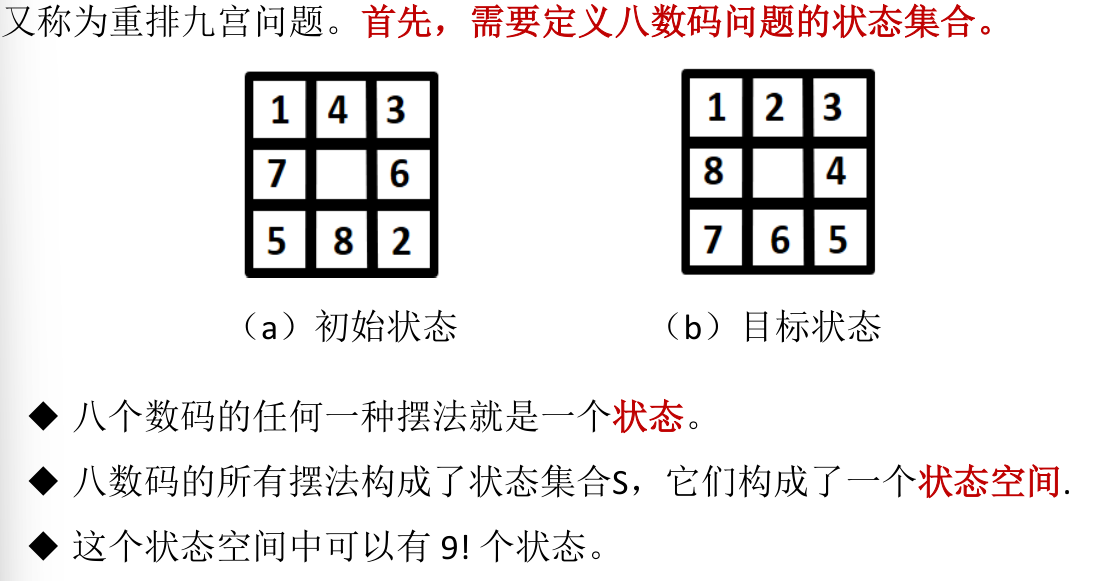 又称为重排九宫问题。首先，需要定义八数码问题的状态集合。
1 4 3
7 6
5 8 2
1 2 3
8 4
7 6 5
（a）初始状态
（b）目标状态
◆ 八个数码的任何一种摆法就是一个状态。
◆ 八数码的所有摆法构成了状态集合S，它们构成了一个状态空间.
◆ 这个状态空间中可以有 9! 个状态。